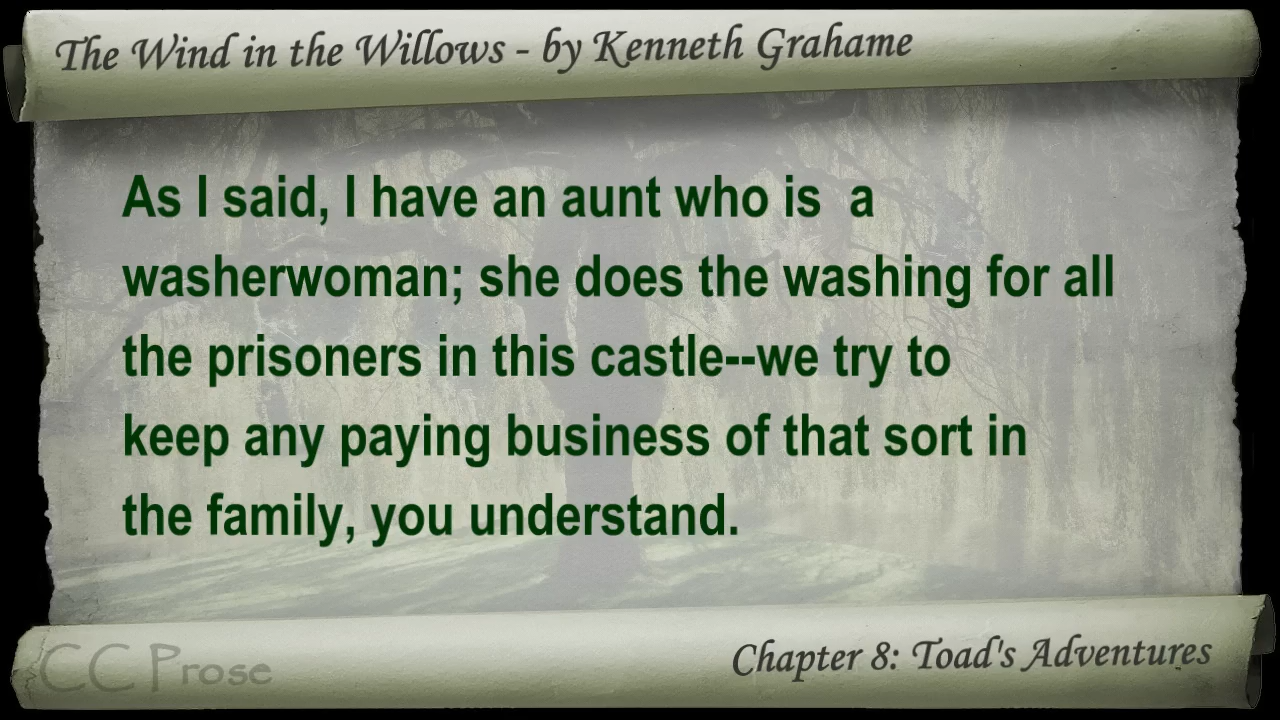 The Wind in the Willows - by Kenneth Grahame
As I said, I have an aunt who is  a
washerwoman; she does the washing for all
the prisoners in this castle--we try to
keep any paying business of that sort in
the family, you understand.
CC Prose
Chapter 8: Toad's Adventures